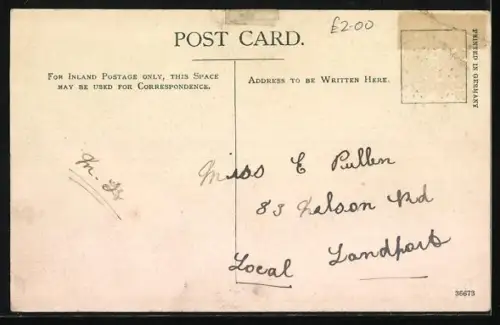 £2-00
POST CARD.
FOR INLAND POSTAGE ONLY, THIS SPACE
MAY BE USED FOR CORRESPONDENCE.
ADDRESS TO BE WRITTEN HERE.
PRINTED IN GERMANY
Miss E Pullen
83 Nelson Rd
Local Landport
36673